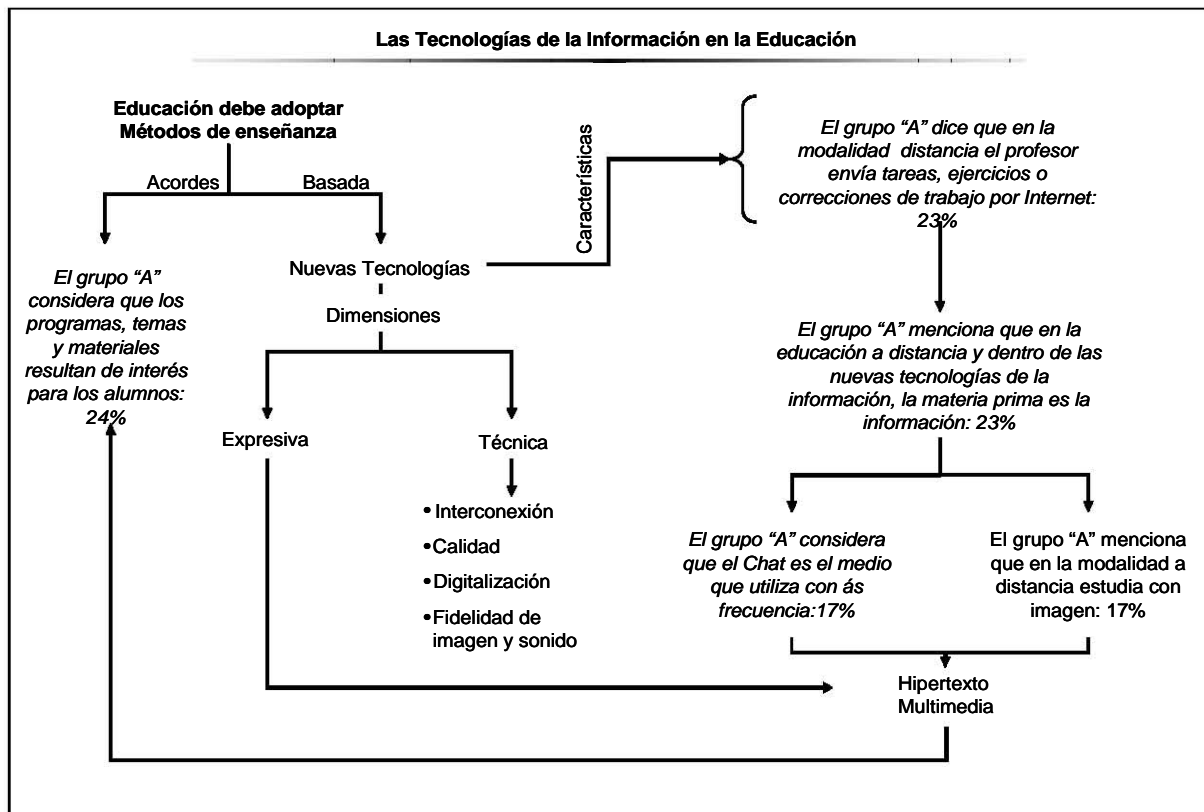 Las Tecnologías de la Información en la Educación
Educación debe adoptar
Métodos de enseñanza
Acordes
Basada
El grupo “A”
considera que los
programas, temas
y materiales
resultan de interés
para los alumnos:
24%
Nuevas Tecnologías
Dimensiones
Expresiva
Técnica
•Interconexión
•Calidad
•Digitalización
•Fidelidad de
imagen y sonido
Características
El grupo “A” dice que en la
modalidad distancia el profesor
envía tareas, ejercicios o
correcciones de trabajo por Internet:
23%
El grupo “A” menciona que en la
educación a distancia y dentro de las
nuevas tecnologías de la
información, la materia prima es la
información: 23%
El grupo “A” considera
que el Chat es el medio
que utiliza con ás
frecuencia:17%
El grupo “A” menciona
que en la modalidad a
distancia estudia con
imagen: 17%
Hipertexto
Multimedia